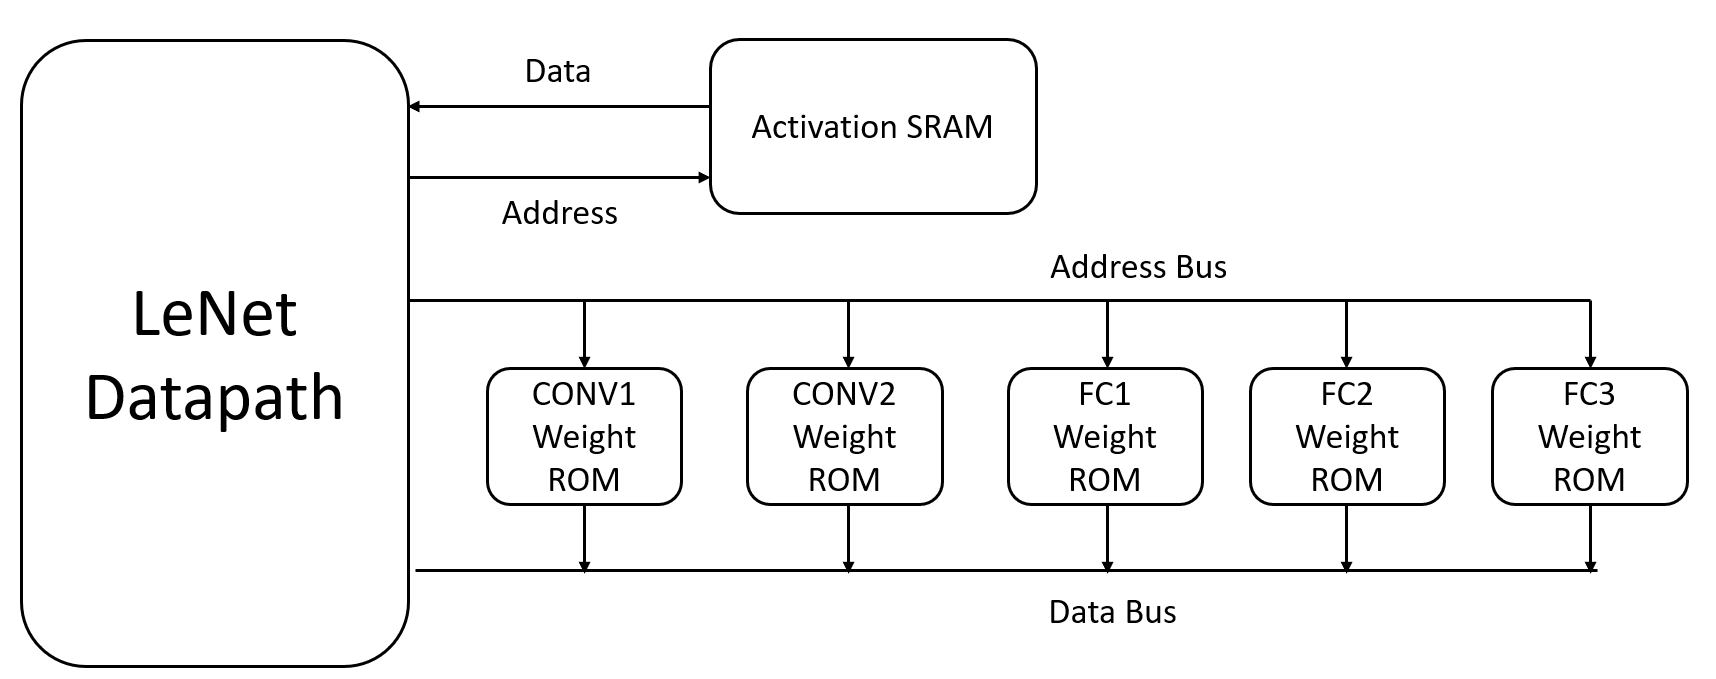 Data
Activation SRAM
Address
LeNet
Datapath
Address Bus
CONV1
Weight
ROM
CONV2
Weight
ROM
FC1
Weight
ROM
FC2
Weight
ROM
FC3
Weight
ROM
Data Bus